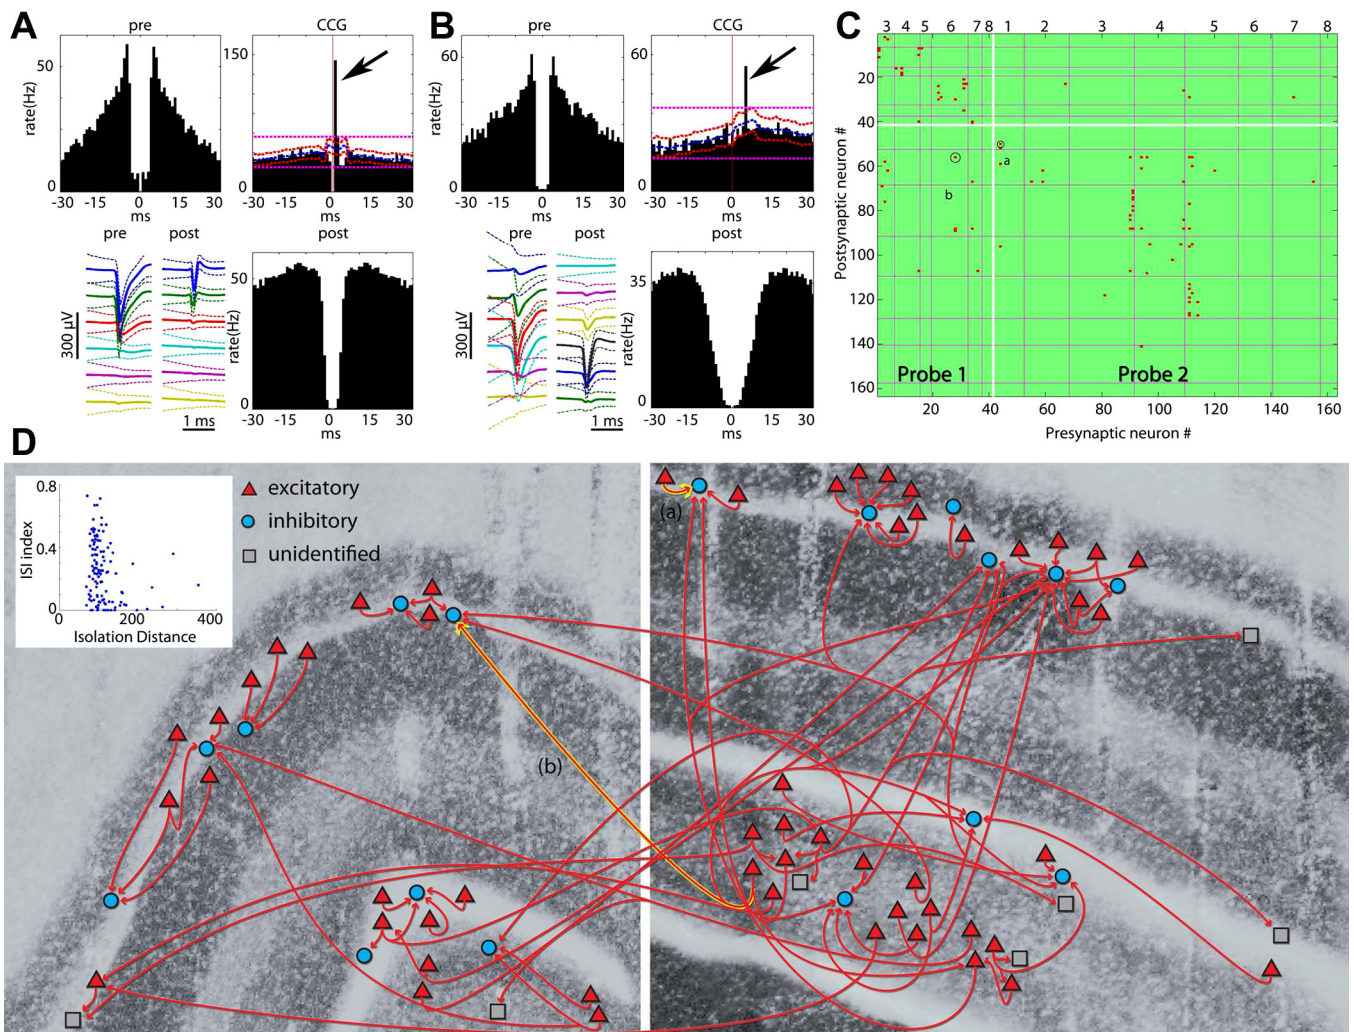 A
pre
rate(Hz)
50
0
-30 -15 0 15 30
ms
CCG
150
0
-30 -15 0 15 30
ms
pre post
300 µV
1 ms
post
rate(Hz)
50
0
-30 -15 0 15 30
ms
B
pre
rate(Hz)
60
0
-30 -15 0 15 30
ms
CCG
60
0
-30 -15 0 15 30
ms
pre post
300 µV
1 ms
post
rate(Hz)
35
0
-30 -15 0 15 30
ms
C
3 4 5 6 7 8 1 2 3 4 5 6 7 8
Postsynaptic neuron #
20
40
60
80
100
120
140
160
a
b
Probe 1 Probe 2
20 40 60 80 100 120 140 160
Presynaptic neuron #
D
0.8
0.4
0
ISI index
0 200 400
Isolation Distance
excitatory
inhibitory
unidentified
(a)
(b)